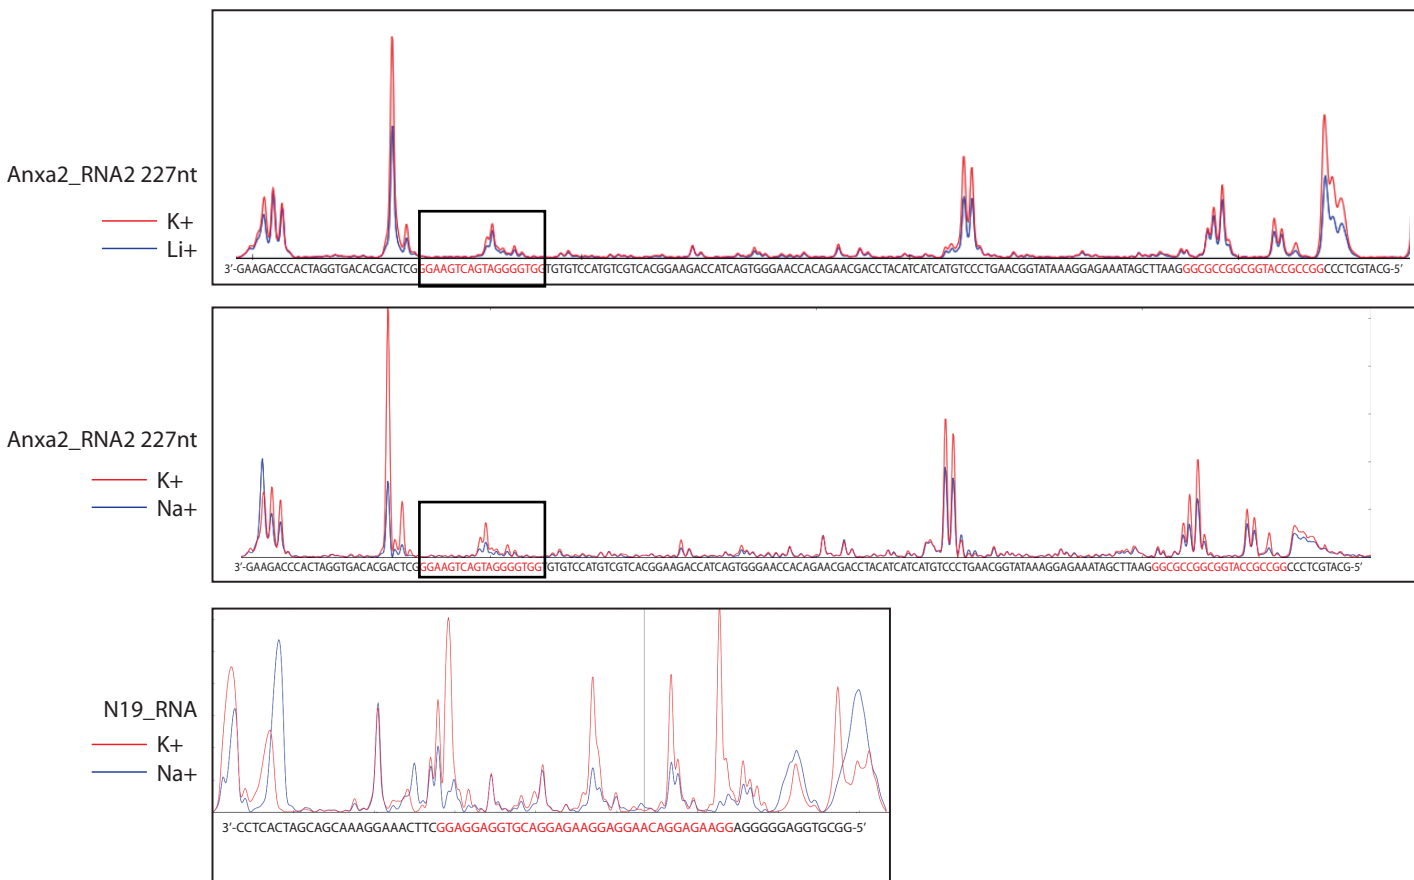 Anxa2_RNA2 227nt
K+
Li+
3'-GAAGACCCACTAGGTGACACGACTCGGGAAGTCAGTAGGGGTGGTGTGTCCATGTCGTCACGGAAGACCATCAGTGGGAACCACAGAACGACCTACATCATCATGTCCCTGAACGGTATAAAGGAGAAATAGCTTAAGGGCGCCGGCGGTACCGCCGGCCCTCGTACG-5'
Anxa2_RNA2 227nt
K+
Na+
3'-GAAGACCCACTAGGTGACACGACTCGGGAAGTCAGTAGGGGTGGTGTGTCCATGTCGTCACGGAAGACCATCAGTGGGAACCACAGAACGACCTACATCATCATGTCCCTGAACGGTATAAAGGAGAAATAGCTTAAGGGCGCCGGCGGTACCGCCGGCCCTCGTACG-5'
N19_RNA
K+
Na+
3'-CCTCACTAGCAGCAAAGGAAACTTCGGAGGAGGTGCAGGAGAAGGAGGAACAGGAGAAGGAGGGGGAGGTGCGG-5'